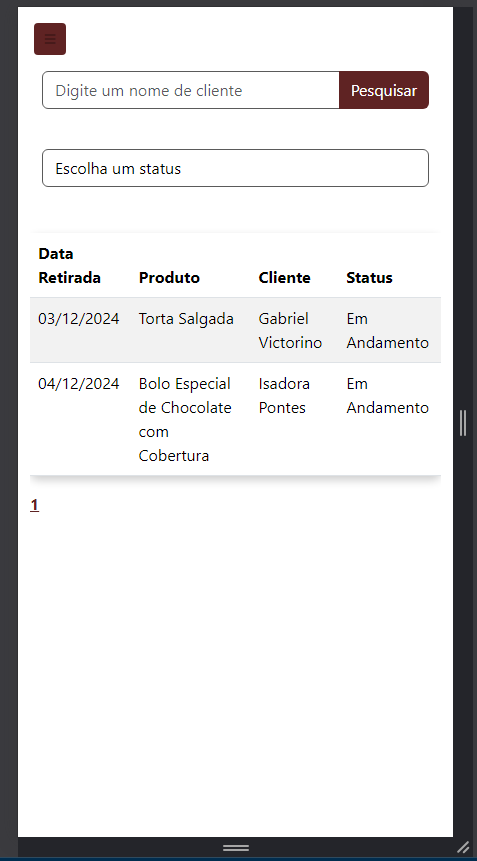 Digite um nome de cliente Pesquisar
Escolha um status
Data Retirada Produto Cliente Status
03/12/2024 Torta Salgada Gabriel Victorino Em Andamento
04/12/2024 Bolo Especial de Chocolate com Cobertura Isadora Pontes Em Andamento
1